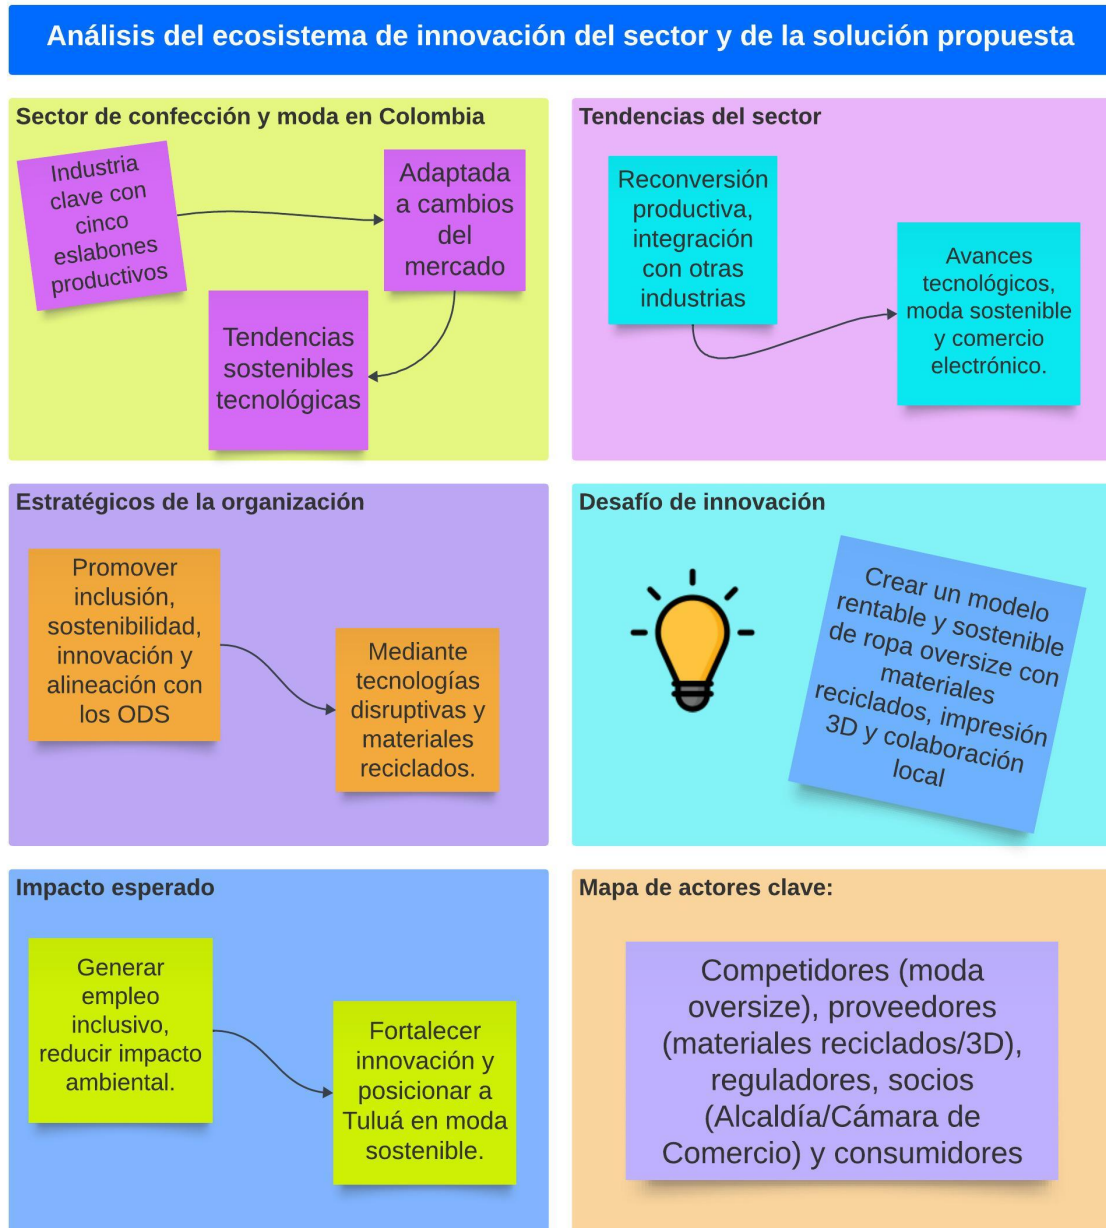 Análisis del ecosistema de innovación del sector y de la solución propuesta
Sector de confección y moda en Colombia
Industria
clave con
cinco
eslabones
productivos
Adaptada
a cambios
del
mercado
Tendencias
sostenibles
tecnológicas
Tendencias del sector
Reconversión
productiva,
integración
con otras
industrias
Avances
tecnológicos,
moda sostenible
y comercio
electrónico.
Estratégicos de la organización
Promover
inclusión,
sostenibilidad,
innovación y
alineación con
los ODS
Mediante
tecnologías
disruptivas y
materiales
reciclados.
Desafío de innovación
Crear un modelo
rentable y sostenible
de ropa oversize con
materiales
reciclados, impresión
3D y colaboración
local
Impacto esperado
Generar
empleo
inclusivo,
reducir impacto
ambiental.
Fortalecer
innovación y
posicionar a
Tuluá en moda
sostenible.
Mapa de actores clave:
Competidores (moda
oversize), proveedores
(materiales reciclados/3D),
reguladores, socios
(Alcaldía/Cámara de
Comercio) y consumidores